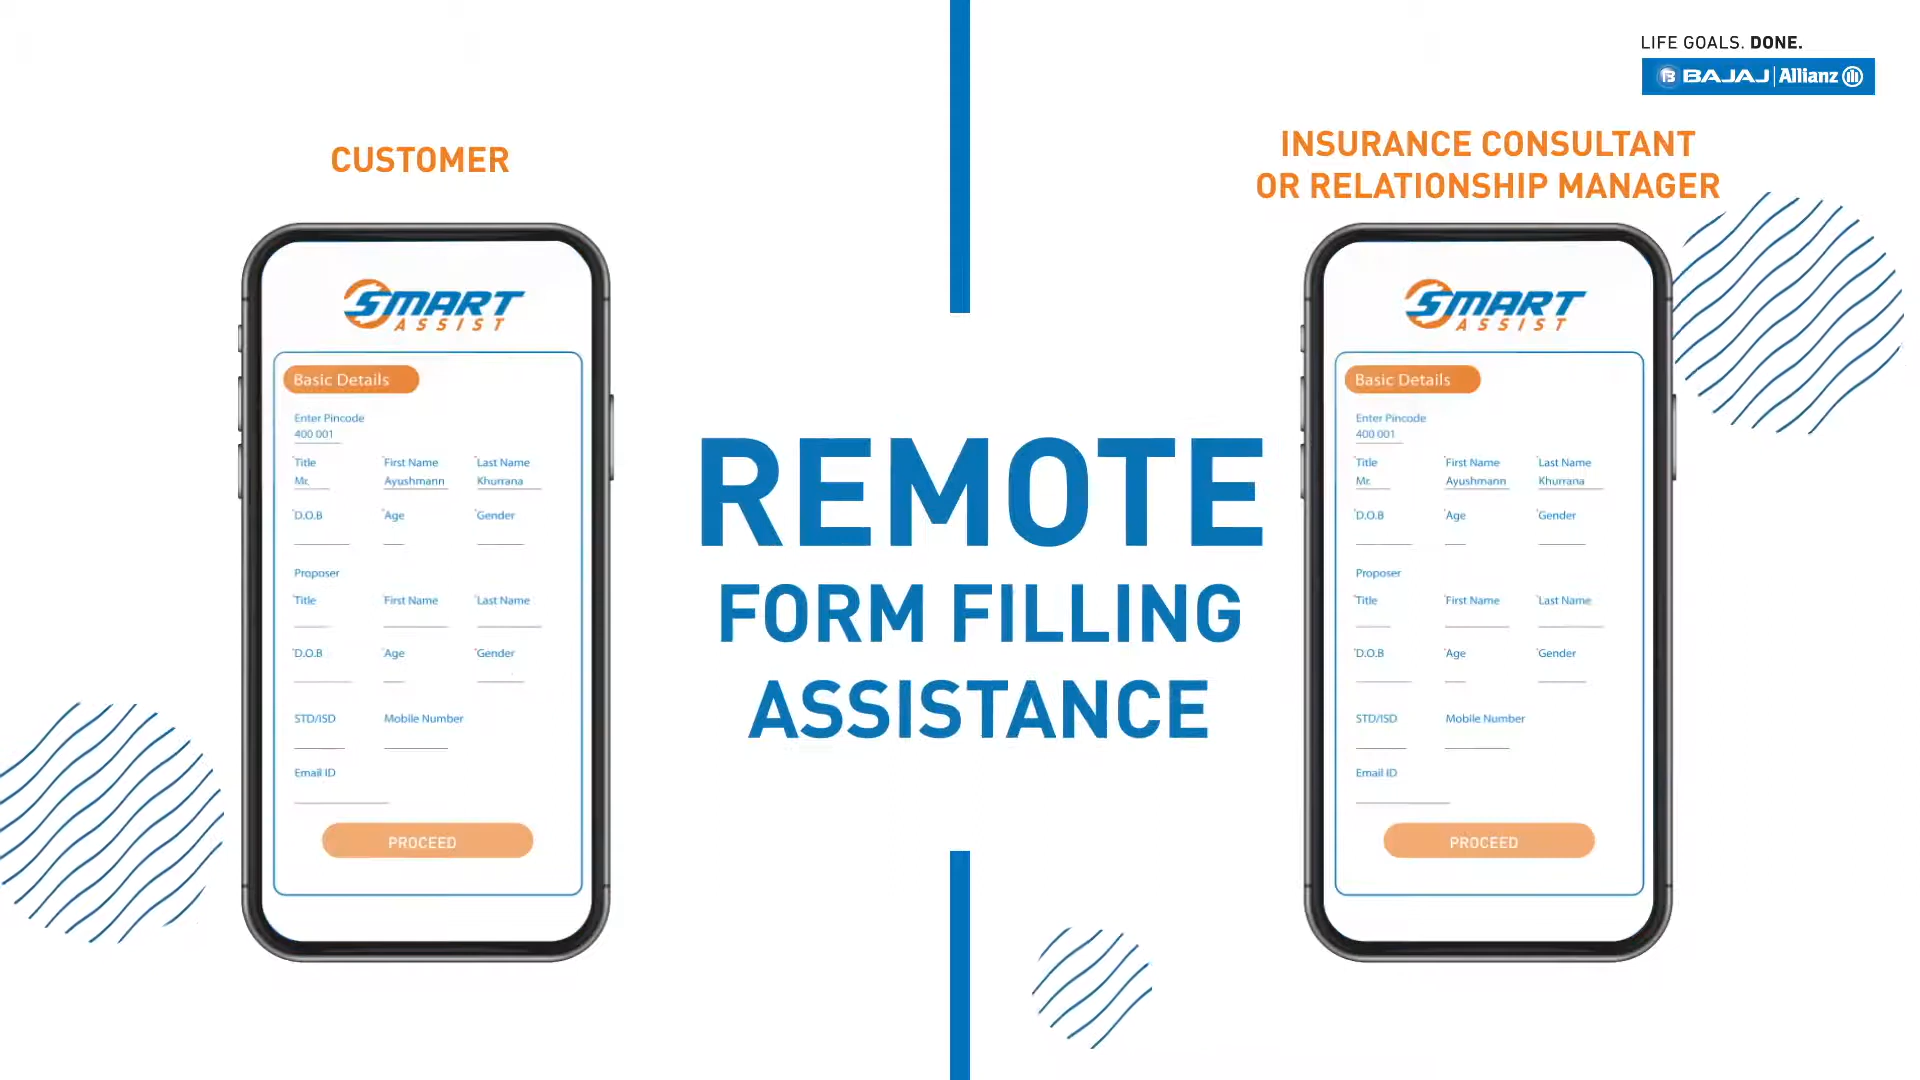 LIFE GOALS. DONE.
BAJAJ | Allianz
CUSTOMER
INSURANCE CONSULTANT
OR RELATIONSHIP MANAGER
SMART
ASSIST
Basic Details
Enter Pincode
400 001
*Title *First Name *Last Name
Mr. Ayushmann Khurrana
*D.O.B *Age *Gender
Proposer
*Title *First Name *Last Name
*D.O.B *Age *Gender
STD/ISD Mobile Number
Email ID
PROCEED
REMOTE
FORM FILLING
ASSISTANCE
SMART
ASSIST
Basic Details
Enter Pincode
400 001
*Title *First Name *Last Name
Mr. Ayushmann Khurrana
*D.O.B *Age *Gender
Proposer
*Title *First Name *Last Name
*D.O.B *Age *Gender
STD/ISD Mobile Number
Email ID
PROCEED